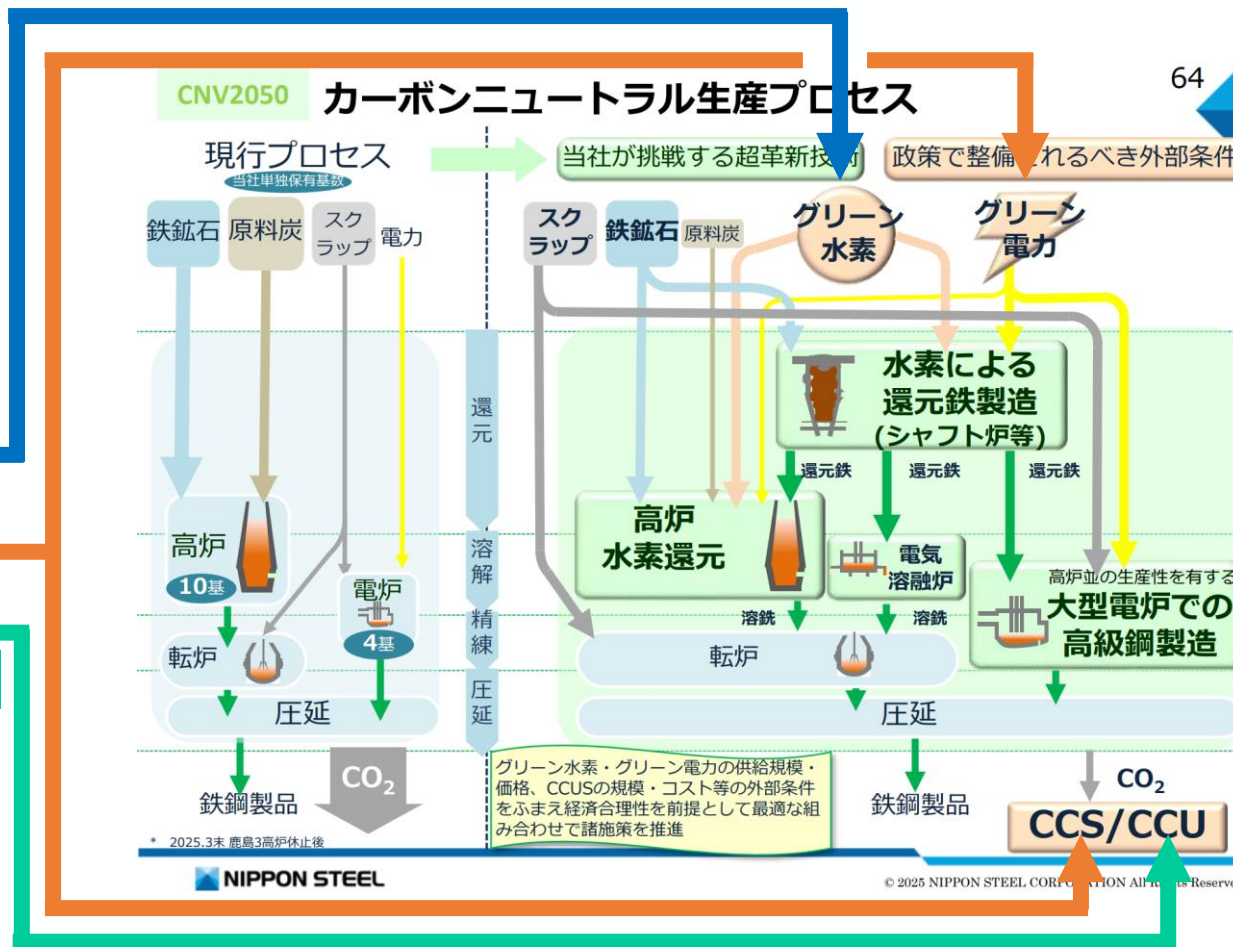 64
CNV2050 カーボンニュートラル生産プロセス
現行プロセス
当社単独保有基数
当社が挑戦する超革新技術
政策で整備されるべき外部条件
鉄鉱石
原料炭
スク
ラップ
電力
スク
ラップ
鉄鉱石
原料炭
グリーン
水素
グリーン
電力
還元
水素による
還元鉄製造
(シャフト炉等)
還元鉄
還元鉄
還元鉄
高炉
10基
溶解
高炉
水素還元
電気
溶融炉
電炉
4基
高炉並の生産性を有する
大型電炉での
高級鋼製造
精練
溶銑
溶銑
転炉
転炉
圧延
圧延
圧延
CO2
鉄鋼製品
グリーン水素・グリーン電力の供給規模・
価格、CCUSの規模・コスト等の外部条件
をふまえ経済合理性を前提として最適な組
み合わせで諸施策を推進
鉄鋼製品
CO2
CCS/CCU
* 2025.3末 鹿島3高炉休止後
NIPPON STEEL
© 2025 NIPPON STEEL CORPORATION All Rights Reserve